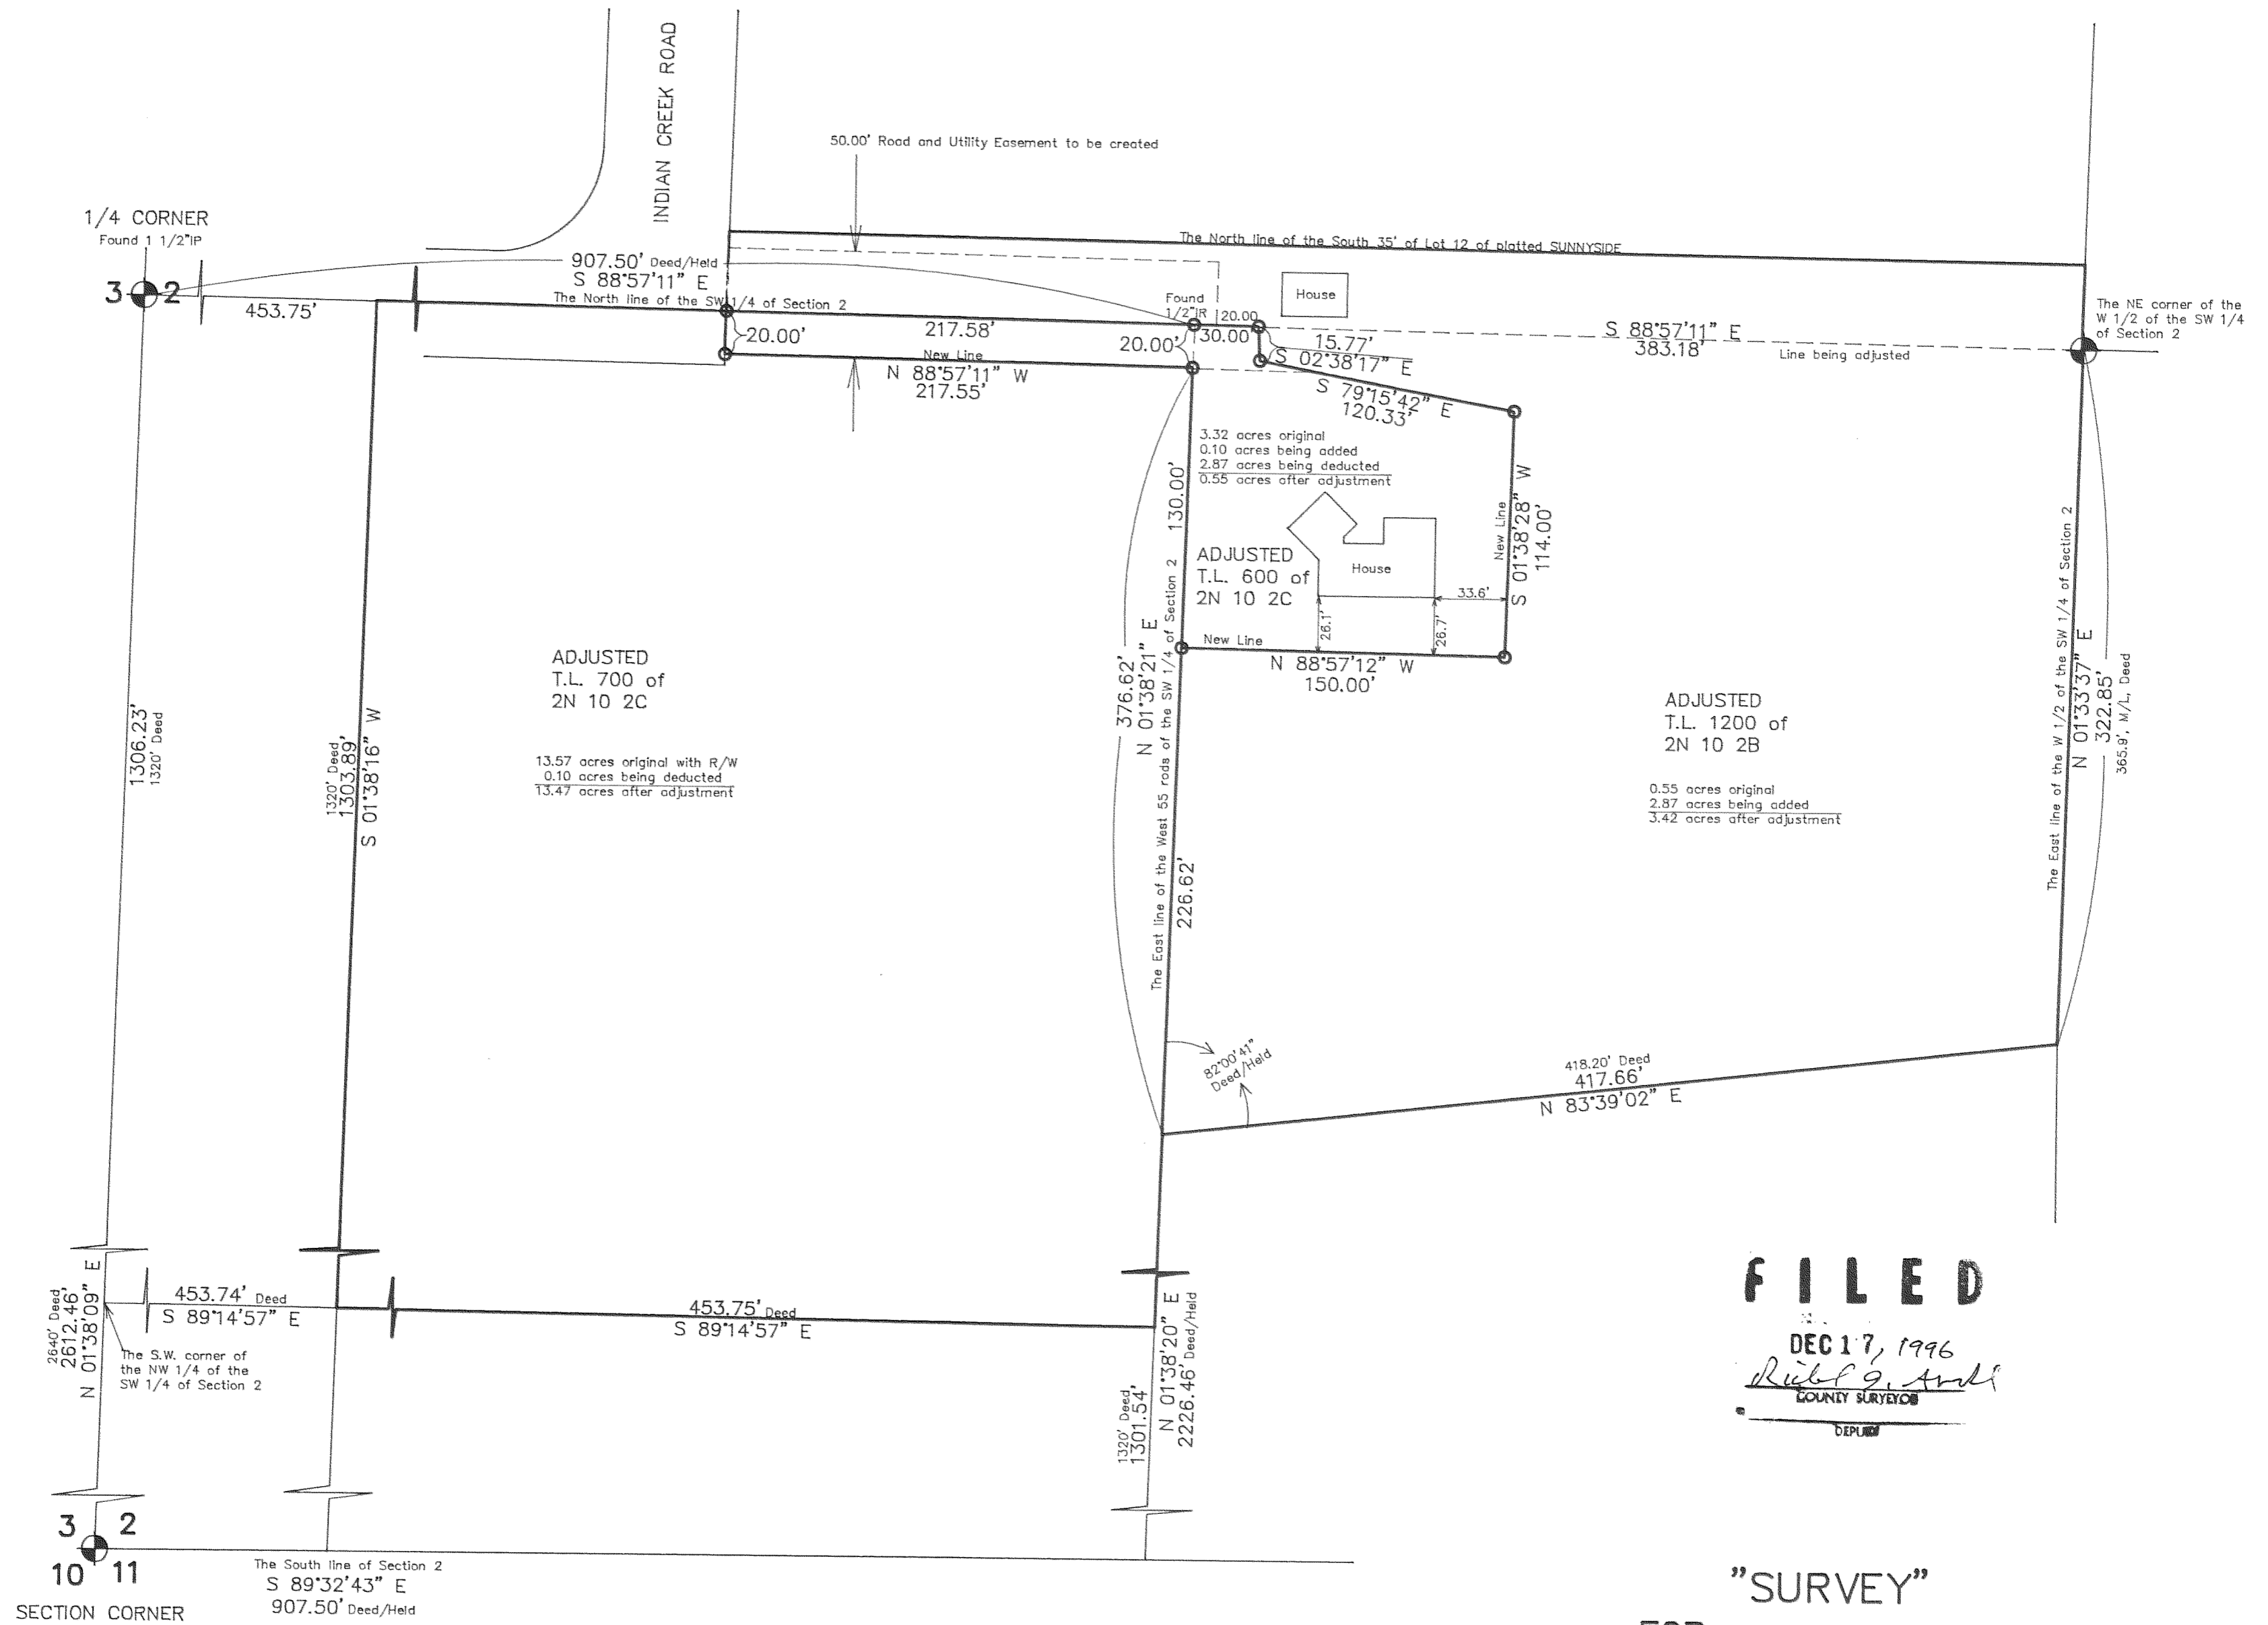 INDIAN CREEK ROAD
50.00' Road and Utility Easement to be created
1/4 CORNER
Found 1 1/2"IP
3 2
453.75'
907.50' Deed/Held
S 88°57'11" E
The North line of the SW 1/4 of Section 2
The North line of the South 35' of Lot 12 of platted SUNNYSIDE
House
Found
1/2"IR
20.00
217.58'
20.00'
20.00'
30.00'
15.77'
S 02°38'17" E
S 88°57'11" E
383.18'
Line being adjusted
The NE corner of the
W 1/2 of the SW 1/4
of Section 2
New Line
N 88°57'11" W
217.55'
S 79°15'42" E
120.33'
3.32 acres original
0.10 acres being added
2.87 acres being deducted
0.55 acres after adjustment
130.00'
New Line
S 01°38'28" W
114.00'
ADJUSTED
T.L. 600 of
2N 10 2C
House
33.6'
26.1'
26.7'
New Line
N 88°57'12" W
150.00'
376.62'
N 01°38'21" E
The East line of the West 55 rods of the SW 1/4 of Section 2
226.62'
ADJUSTED
T.L. 700 of
2N 10 2C
13.57 acres original with R/W
0.10 acres being deducted
13.47 acres after adjustment
1306.23'
1320' Deed
1320' Deed
1303.89'
S 01°38'16" W
ADJUSTED
T.L. 1200 of
2N 10 2B
0.55 acres original
2.87 acres being added
3.42 acres after adjustment
The East line of the W 1/2 of the SW 1/4 of Section 2
N 01°33'37" E
322.85'
365.9', M/L, Deed
82°00'41"
Deed/Held
418.20' Deed
417.66'
N 83°39'02" E
453.74' Deed
S 89°14'57" E
453.75' Deed
S 89°14'57" E
2640' Deed
2612.46'
N 01°38'09" E
The S.W. corner of
the NW 1/4 of the
SW 1/4 of Section 2
1320' Deed
1301.54'
N 01°38'20" E
2226.46' Deed/Held
FILED
DEC 17, 1996
COUNTY SURVEYOR
DEPUTY
3 2
10 11
SECTION CORNER
The South line of Section 2
S 89°32'43" E
907.50' Deed/Held
"SURVEY"